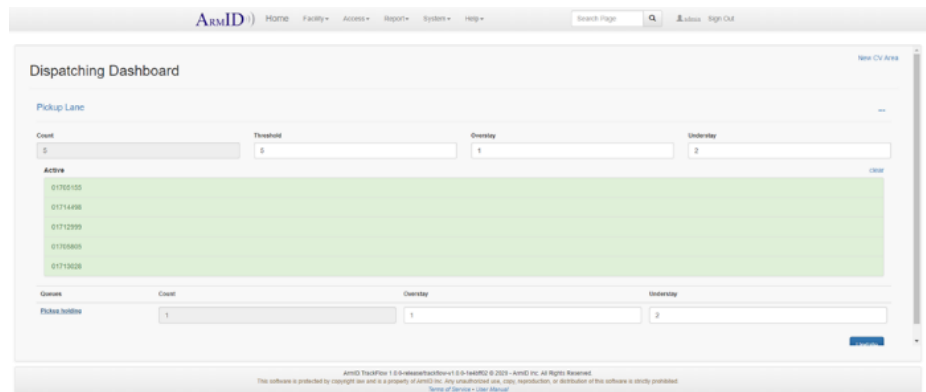 ArmID Home Facility Access Report System Help Search Page admin Sign Out
New CV Area
Dispatching Dashboard
Pickup Lane
Count Threshold Overstay Understay
5 5 1 2
Active clear
01705155
01714498
01712999
01715028
Queues Count Overstay Understay
Pickup holding 1 1 2
Update
ArmID TrackFlow © 2025 - ArmID Inc. All Rights Reserved.
This software is protected by copyright law and is a property of ArmID Inc. Any unauthorized use, copy, reproduction, or distribution of this software is strictly prohibited.
Terms of Service • User Manual